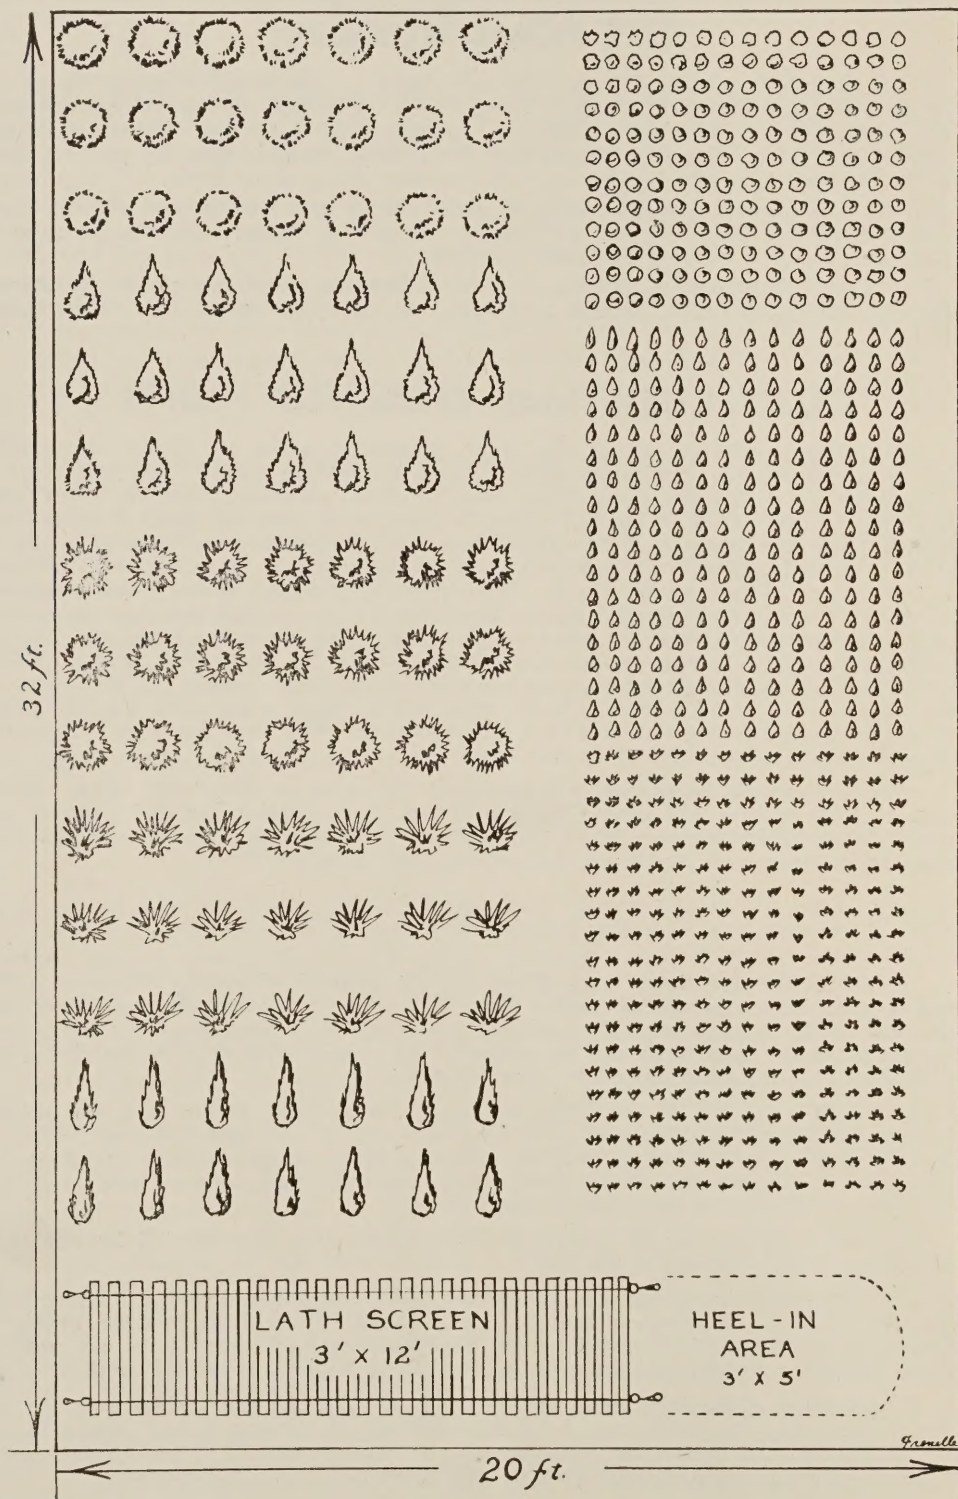 32 ft.
LATH SCREEN
3' X 12'
HEEL-IN
AREA
3' X 5'
20 ft.